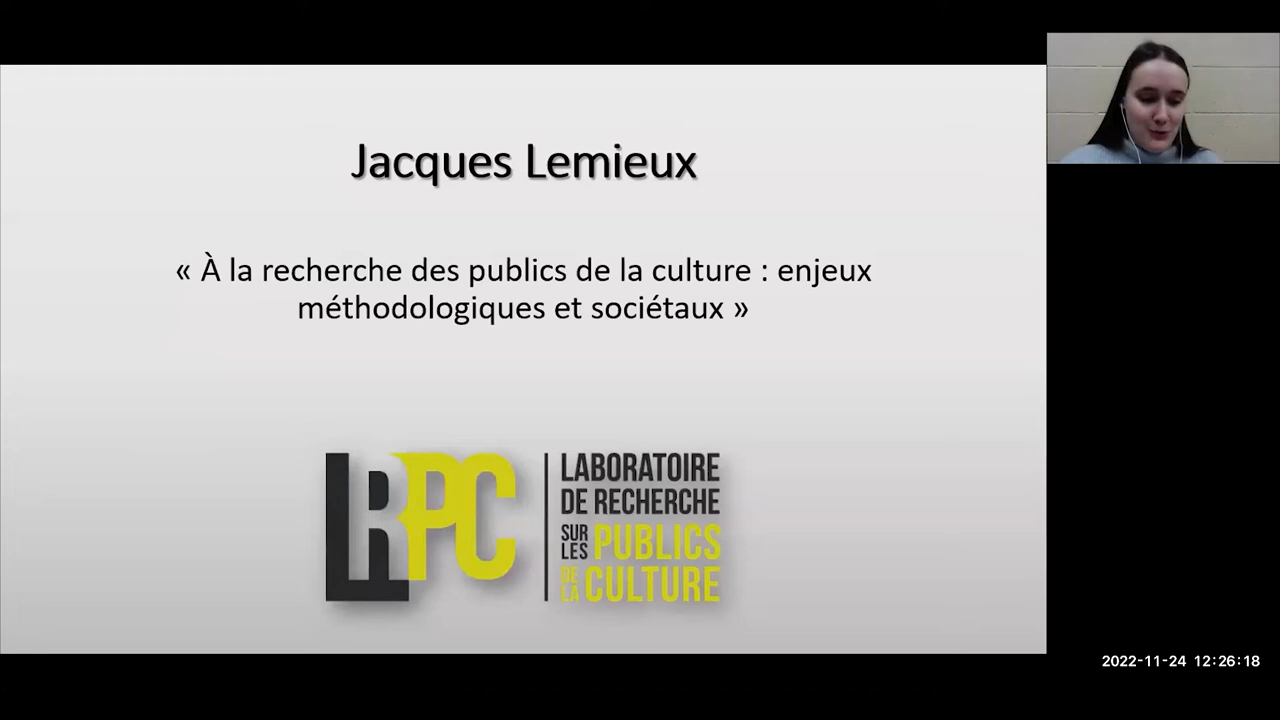 Jacques Lemieux
« À la recherche des publics de la culture : enjeux
méthodologiques et sociétaux »
LRPC
LABORATOIRE
DE RECHERCHE
SUR LES PUBLICS
DE LA CULTURE
2022-11-24 12:26:18